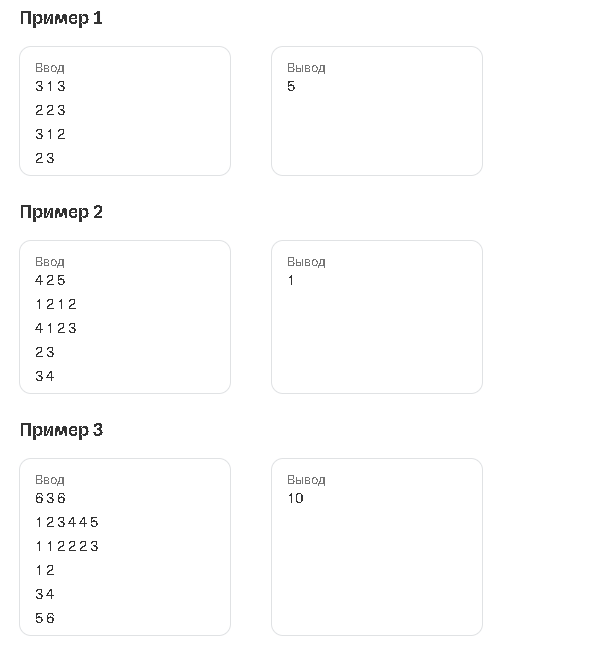 Пример 1
Ввод
3 1 3
2 2 3
3 1 2
2 3
Вывод
5
Пример 2
Ввод
4 2 5
1 2 1 2
4 1 2 3
2 3
3 4
Вывод
1
Пример 3
Ввод
6 3 6
1 2 3 4 4 5
1 1 2 2 2 3
1 2
3 4
5 6
Вывод
10